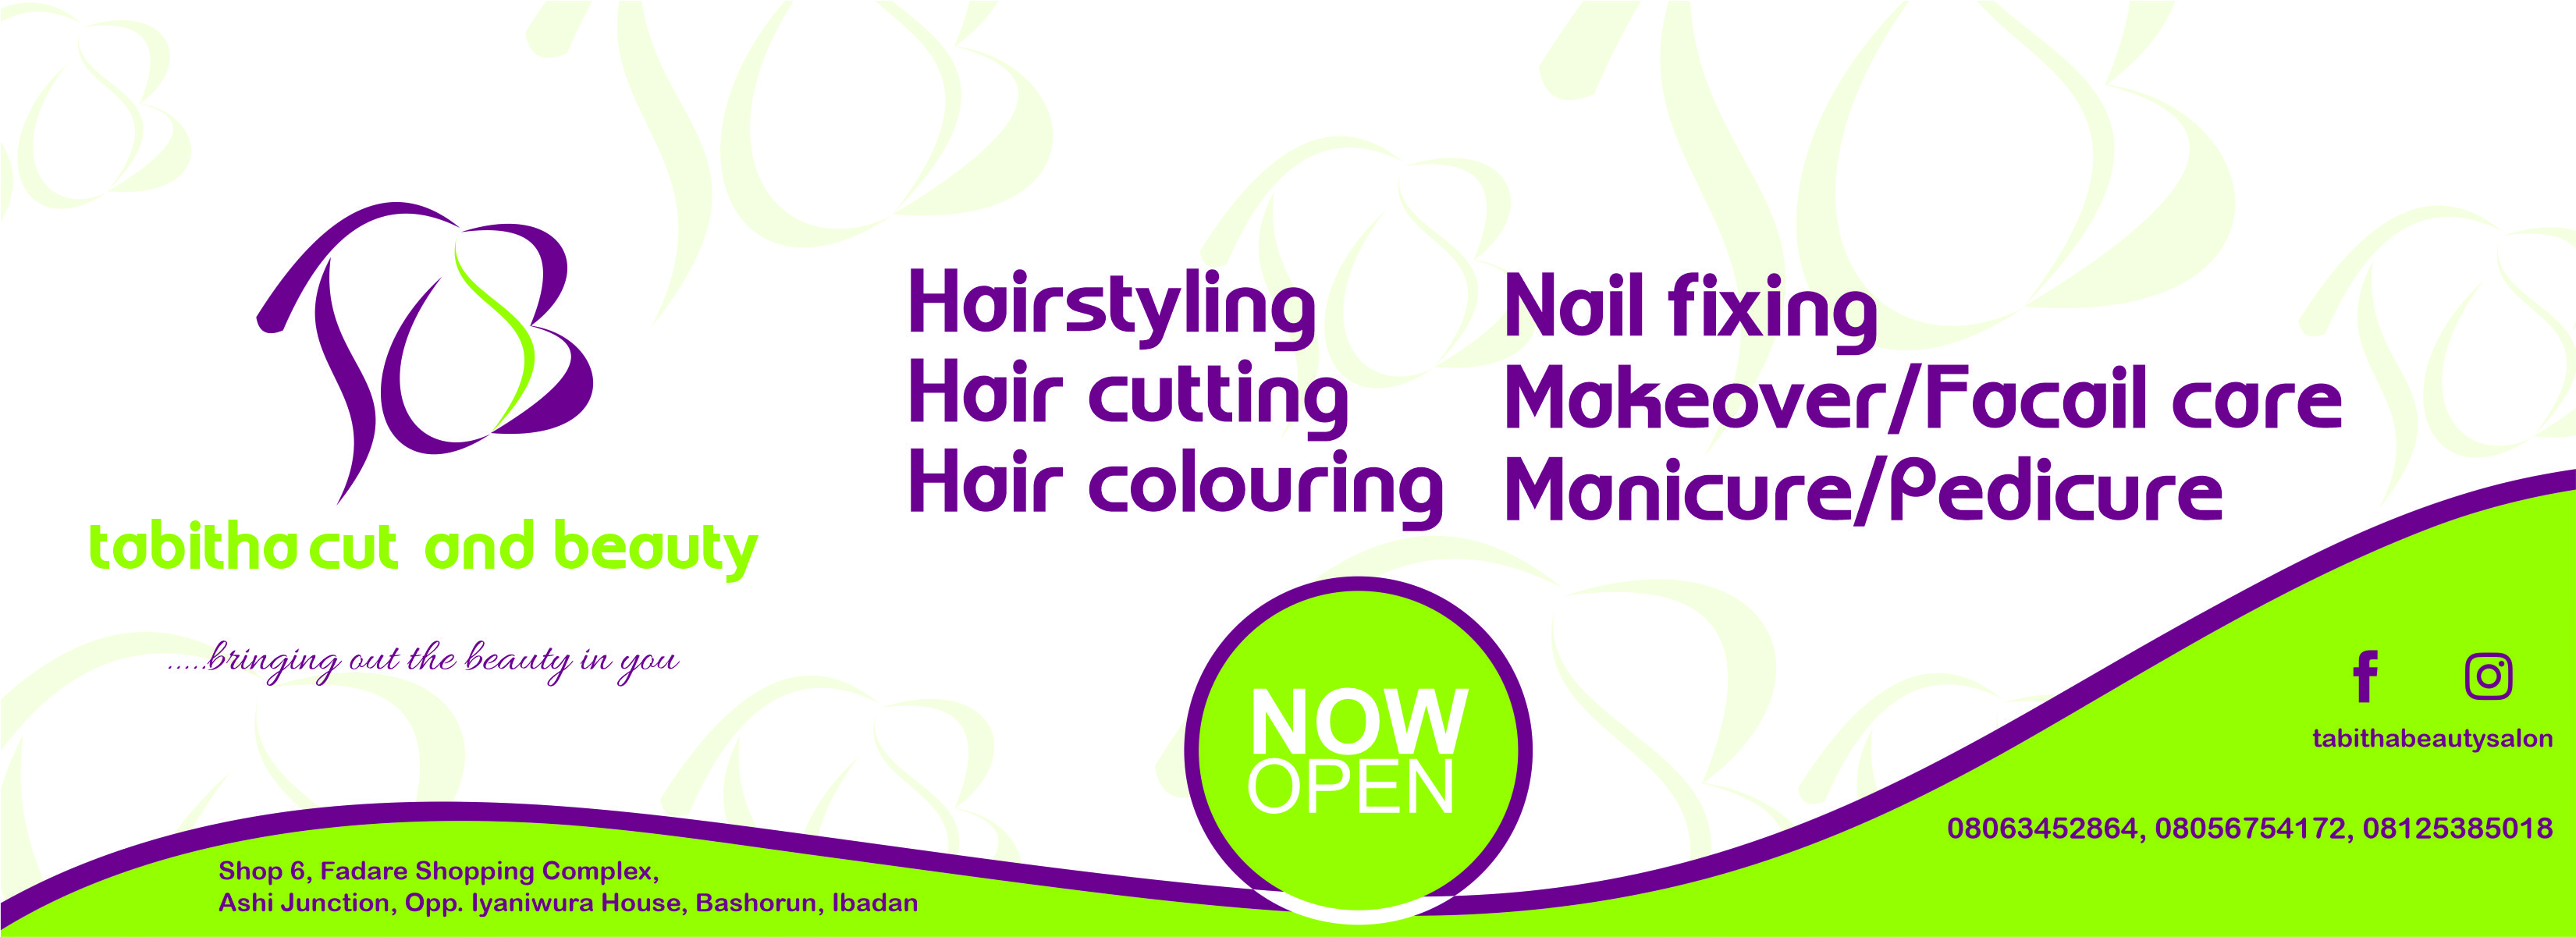 TCB
tabitha cut and beauty
.....bringing out the beauty in you
Hairstyling
Hair cutting
Hair colouring
Nail fixing
Makeover/Facail care
Manicure/Pedicure
NOW
OPEN
f
tabithabeautysalon
08063452864, 08056754172, 08125385018
Shop 6, Fadare Shopping Complex,
Ashi Junction, Opp. Iyaniwura House, Bashorun, Ibadan